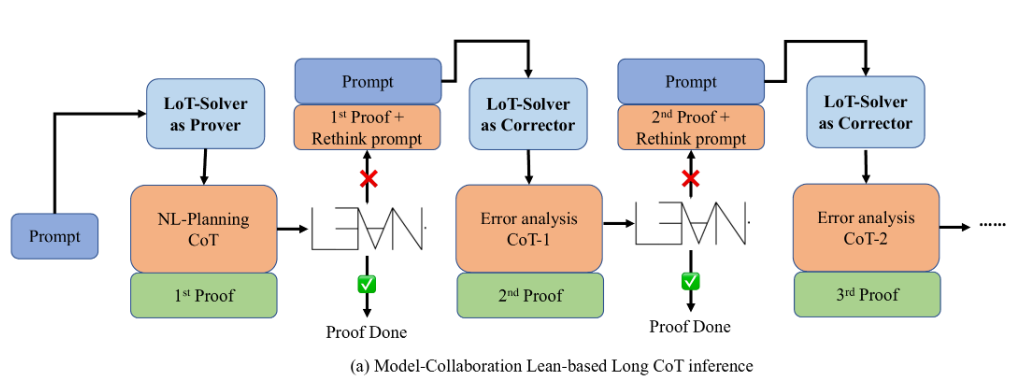 Prompt
LoT-Solver
as Prover
NL-Planning
CoT
1st Proof
Prompt
1st Proof +
Rethink prompt
LEAN
Proof Done
LoT-Solver
as Corrector
Error analysis
CoT-1
2nd Proof
Prompt
2nd Proof +
Rethink prompt
LEAN
Proof Done
LoT-Solver
as Corrector
Error analysis
CoT-2
3rd Proof
......
(a) Model-Collaboration Lean-based Long CoT inference